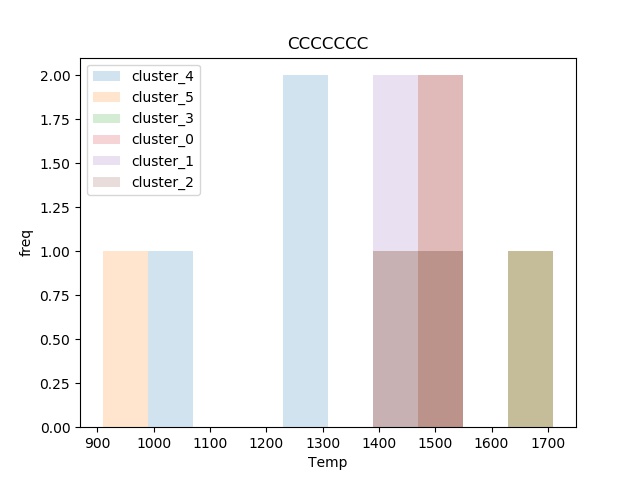 CCCCCCC
cluster_4
cluster_5
cluster_3
cluster_0
cluster_1
cluster_2
freq
2.00
1.75
1.50
1.25
1.00
0.75
0.50
0.25
0.00
900 1000 1100 1200 1300 1400 1500 1600 1700
Temp